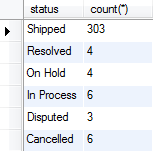 status count(*)
Shipped 303
Resolved 4
On Hold 4
In Process 6
Disputed 3
Cancelled 6